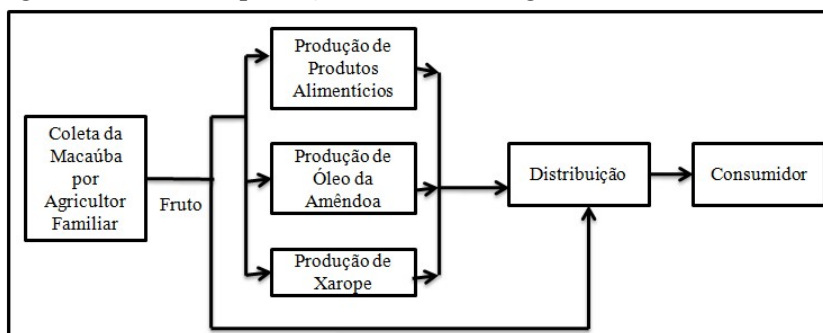 Coleta da
Macaúba
por
Agricultor
Familiar
Fruto
Produção de
Produtos
Alimentícios
Produção de
Óleo da
Amêndoa
Produção de
Xarope
Distribuição
Consumidor